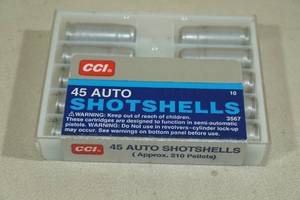 CCI.
45 AUTO 10
SHOTSHELLS
3567
⚠ WARNING: Keep out of reach of children.
These cartridges are designed to function in semi-automatic
pistols. WARNING: Do not use in revolvers-cylinder lock-up
may occur. See warnings on bottom panel before use.
CCI. 45 AUTO SHOTSHELLS
(Approx. 210 Pellets)